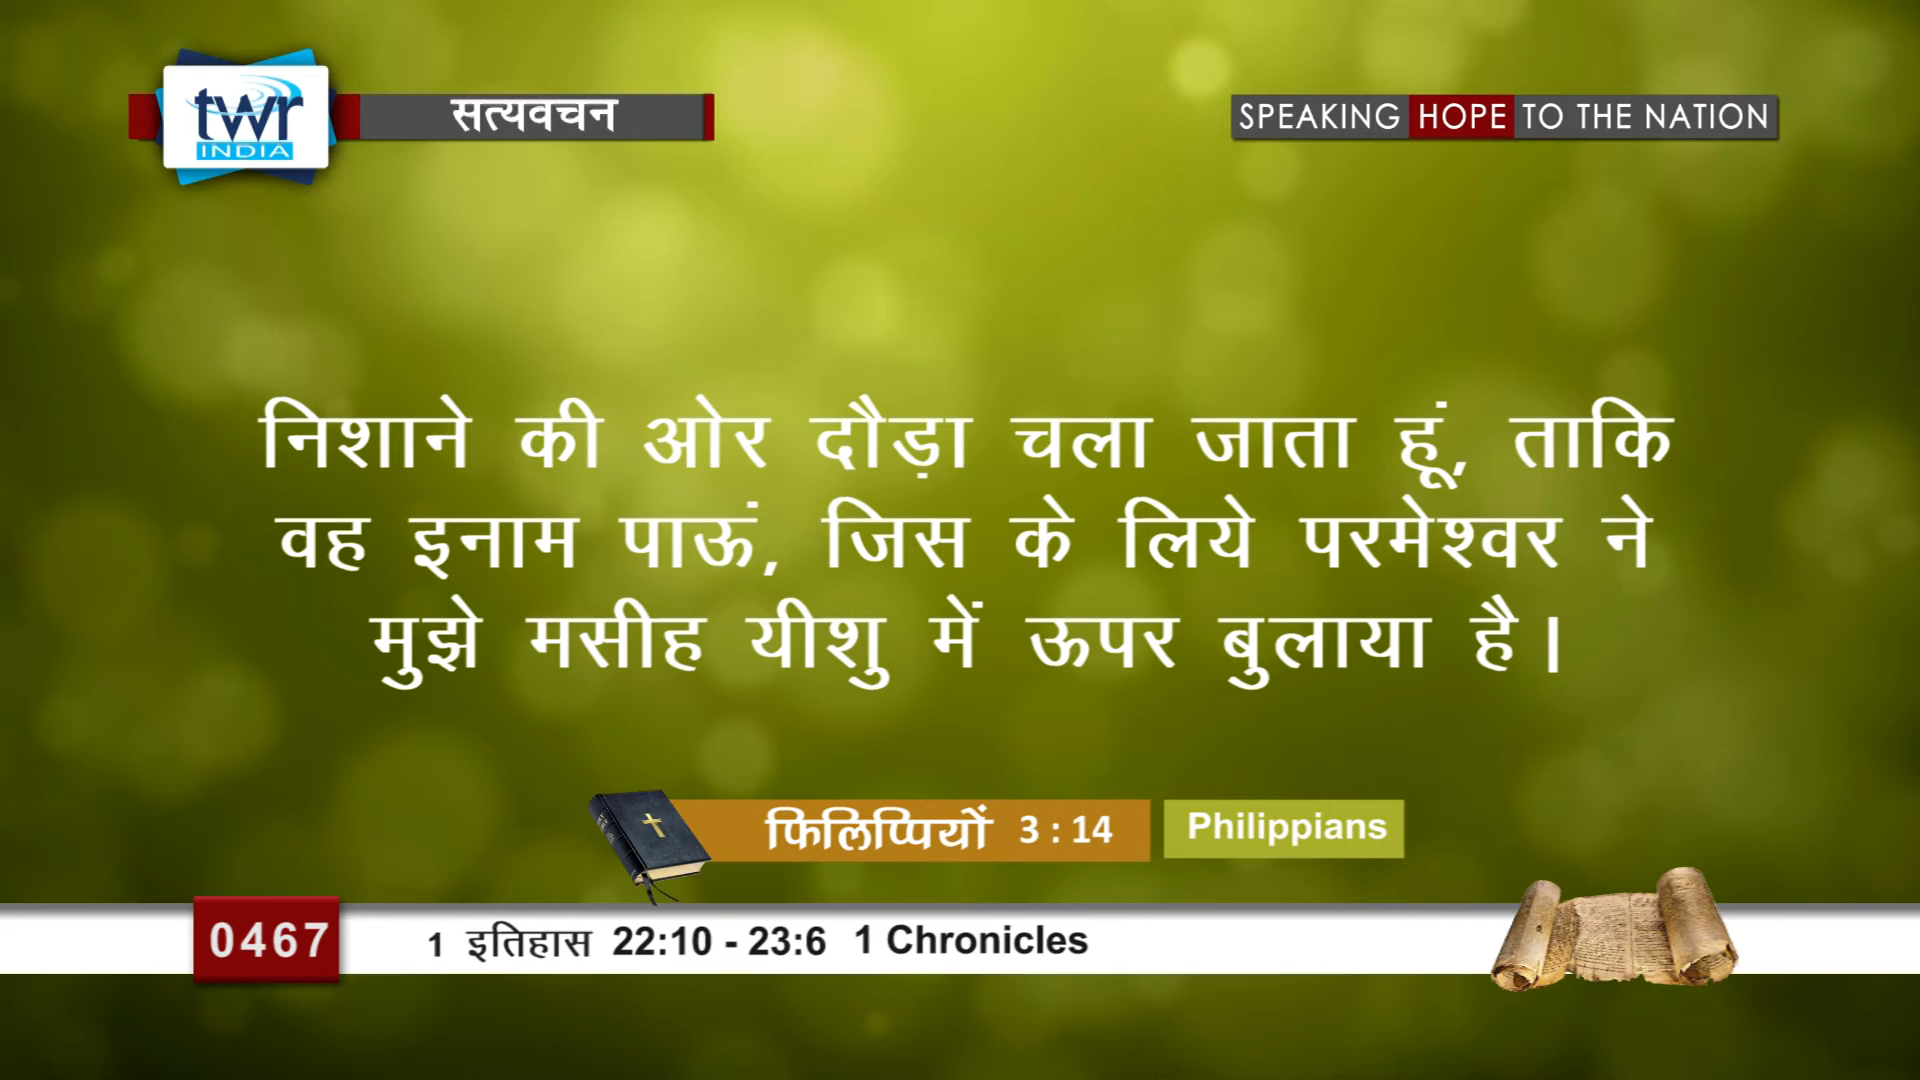 twr
INDIA
सत्यवचन
SPEAKING HOPE TO THE NATION
निशाने की ओर दौड़ा चला जाता हूं, ताकि
वह इनाम पाऊं, जिस के लिये परमेश्वर ने
मुझे मसीह यीशु में ऊपर बुलाया है।
फिलिप्पियों 3 : 14 Philippians
0467 1 इतिहास 22:10 - 23:6 1 Chronicles